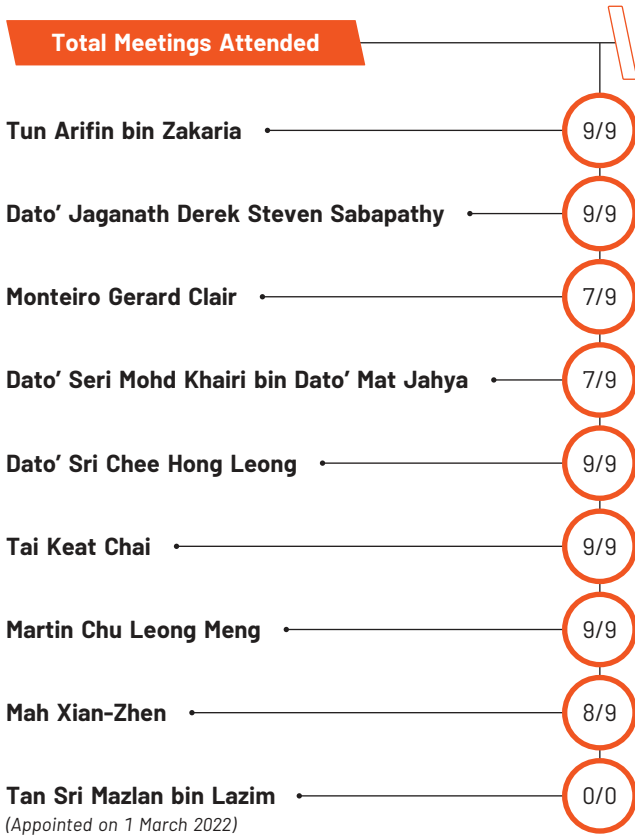 Total Meetings Attended
Tun Arifin bin Zakaria 9/9
Dato’ Jaganath Derek Steven Sabapathy 9/9
Monteiro Gerard Clair 7/9
Dato’ Seri Mohd Khairi bin Dato’ Mat Jahya 7/9
Dato’ Sri Chee Hong Leong 9/9
Tai Keat Chai 9/9
Martin Chu Leong Meng 9/9
Mah Xian-Zhen 8/9
Tan Sri Mazlan bin Lazim 0/0
(Appointed on 1 March 2022)